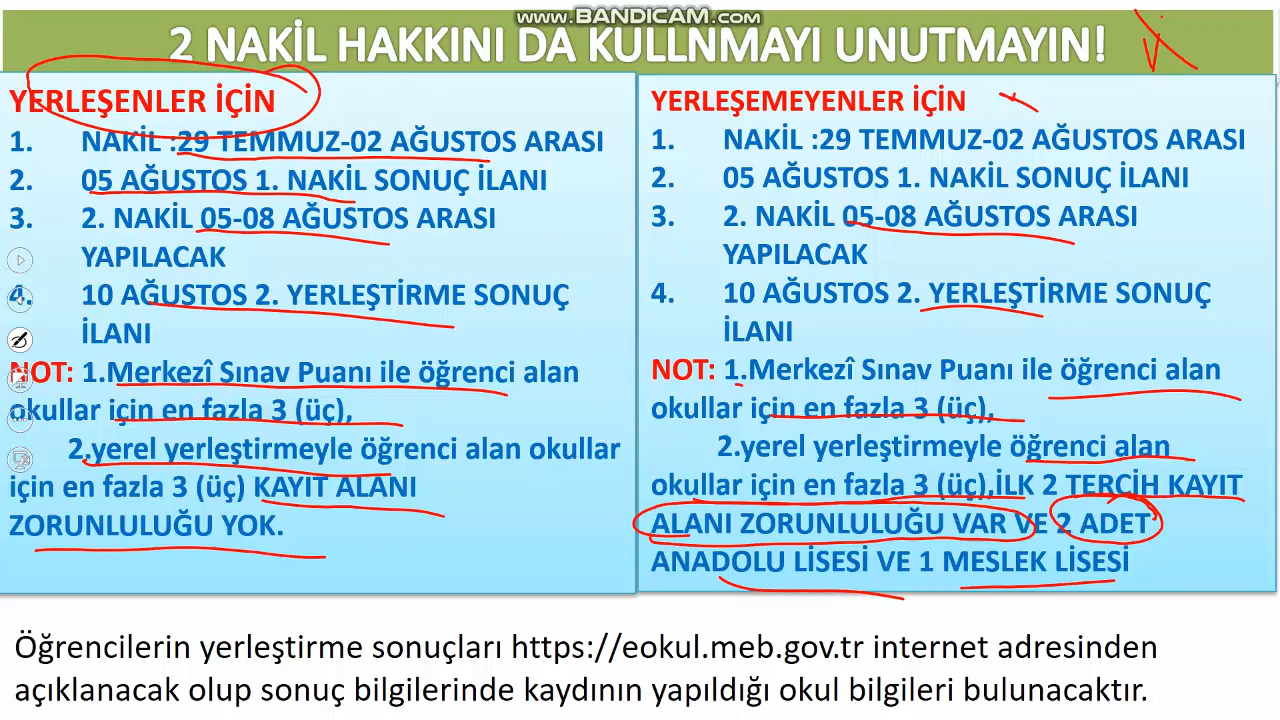 www.BANDICAM.com
2 NAKİL HAKKINI DA KULLNMAYI UNUTMAYIN!
YERLEŞENLER İÇİN
1. NAKİL :29 TEMMUZ-02 AĞUSTOS ARASI
2. 05 AĞUSTOS 1. NAKİL SONUÇ İLANI
3. 2. NAKİL 05-08 AĞUSTOS ARASI
YAPILACAK
4. 10 AĞUSTOS 2. YERLEŞTİRME SONUÇ
İLANI
NOT: 1.Merkezî Sınav Puanı ile öğrenci alan
okullar için en fazla 3 (üç),
2.yerel yerleştirmeyle öğrenci alan okullar
için en fazla 3 (üç) KAYIT ALANI
ZORUNLULUĞU YOK.
YERLEŞEMEYENLER İÇİN
1. NAKİL :29 TEMMUZ-02 AĞUSTOS ARASI
2. 05 AĞUSTOS 1. NAKİL SONUÇ İLANI
3. 2. NAKİL 05-08 AĞUSTOS ARASI
YAPILACAK
4. 10 AĞUSTOS 2. YERLEŞTİRME SONUÇ
İLANI
NOT: 1.Merkezî Sınav Puanı ile öğrenci alan
okullar için en fazla 3 (üç),
2.yerel yerleştirmeyle öğrenci alan
okullar için en fazla 3 (üç),İLK 2 TERCİH KAYIT
ALANI ZORUNLULUĞU VAR VE 2 ADET
ANADOLU LİSESİ VE 1 MESLEK LİSESİ
Öğrencilerin yerleştirme sonuçları https://eokul.meb.gov.tr internet adresinden
açıklanacak olup sonuç bilgilerinde kaydının yapıldığı okul bilgileri bulunacaktır.